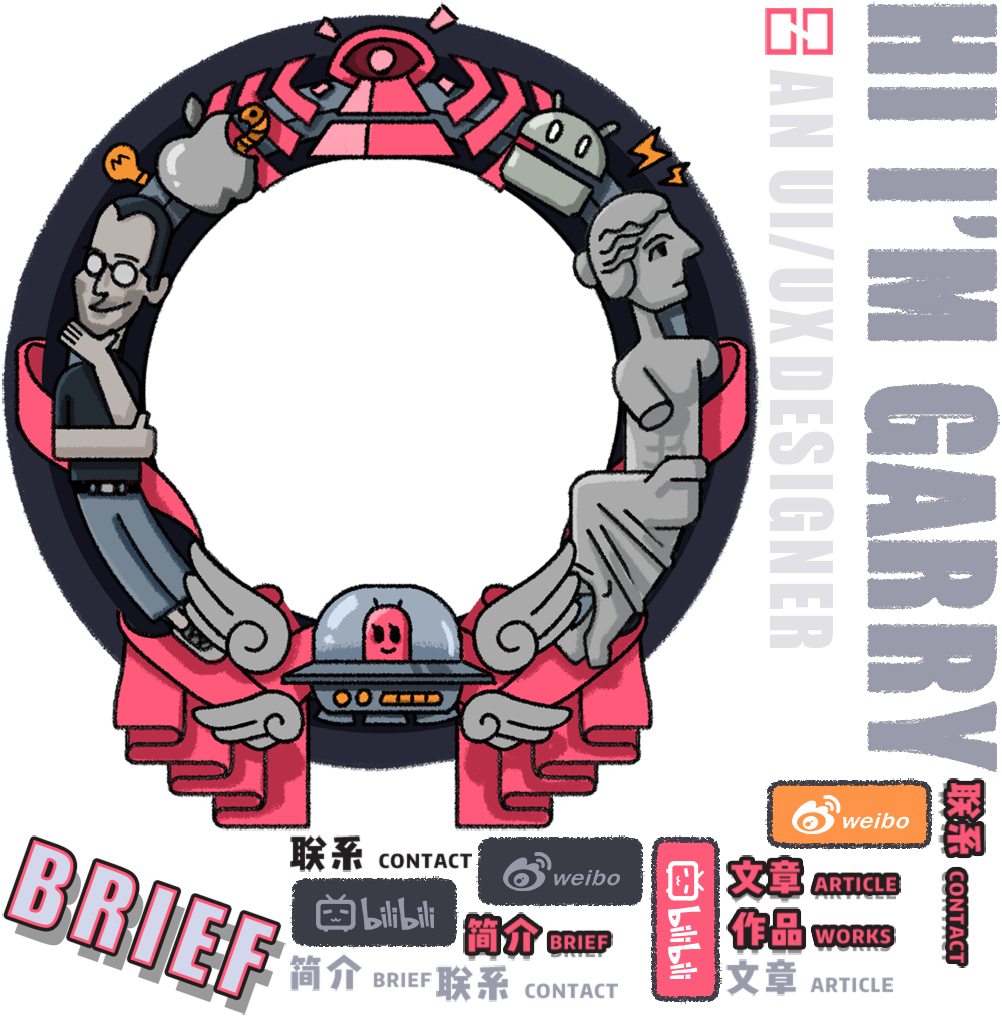 HI I'M GARRY
AN UI/UX DESIGNER
weibo
联系 CONTACT
BRIEF
联系 CONTACT
weibo
bilibili
bilibili
文章 ARTICLE
简介 BRIEF
作品 WORKS
简介 BRIEF
联系 CONTACT
文章 ARTICLE